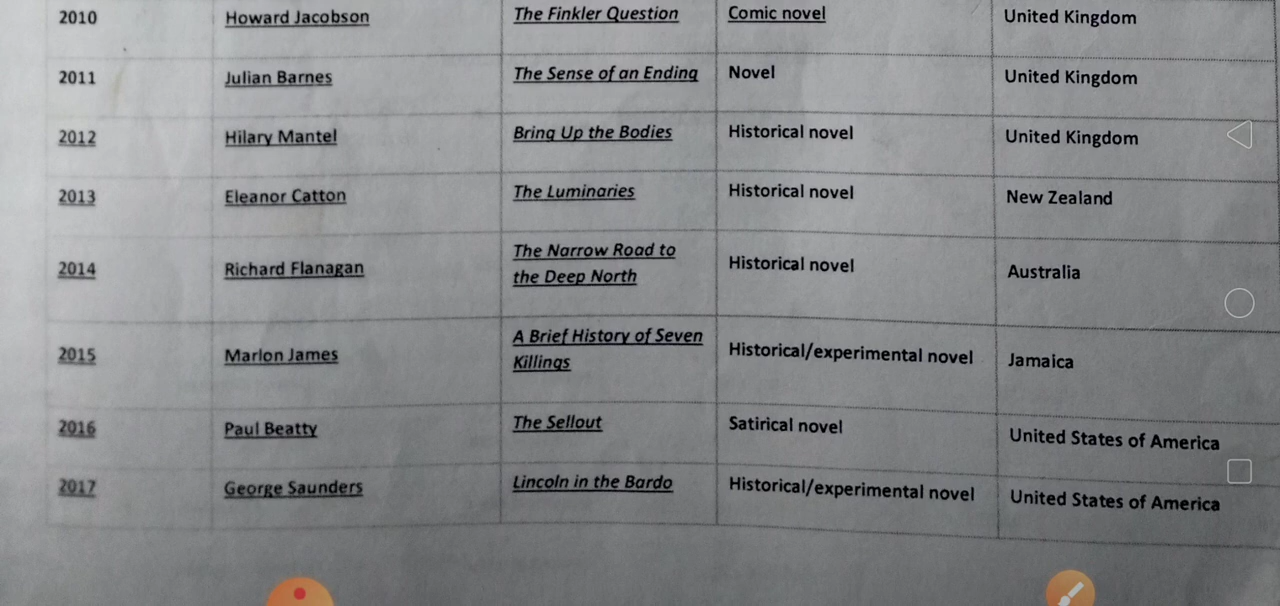 2010 Howard Jacobson The Finkler Question Comic novel United Kingdom
2011 Julian Barnes The Sense of an Ending Novel United Kingdom
2012 Hilary Mantel Bring Up the Bodies Historical novel United Kingdom
2013 Eleanor Catton The Luminaries Historical novel New Zealand
2014 Richard Flanagan The Narrow Road to
the Deep North Historical novel Australia
2015 Marlon James A Brief History of Seven
Killings Historical/experimental novel Jamaica
2016 Paul Beatty The Sellout Satirical novel United States of America
2017 George Saunders Lincoln in the Bardo Historical/experimental novel United States of America